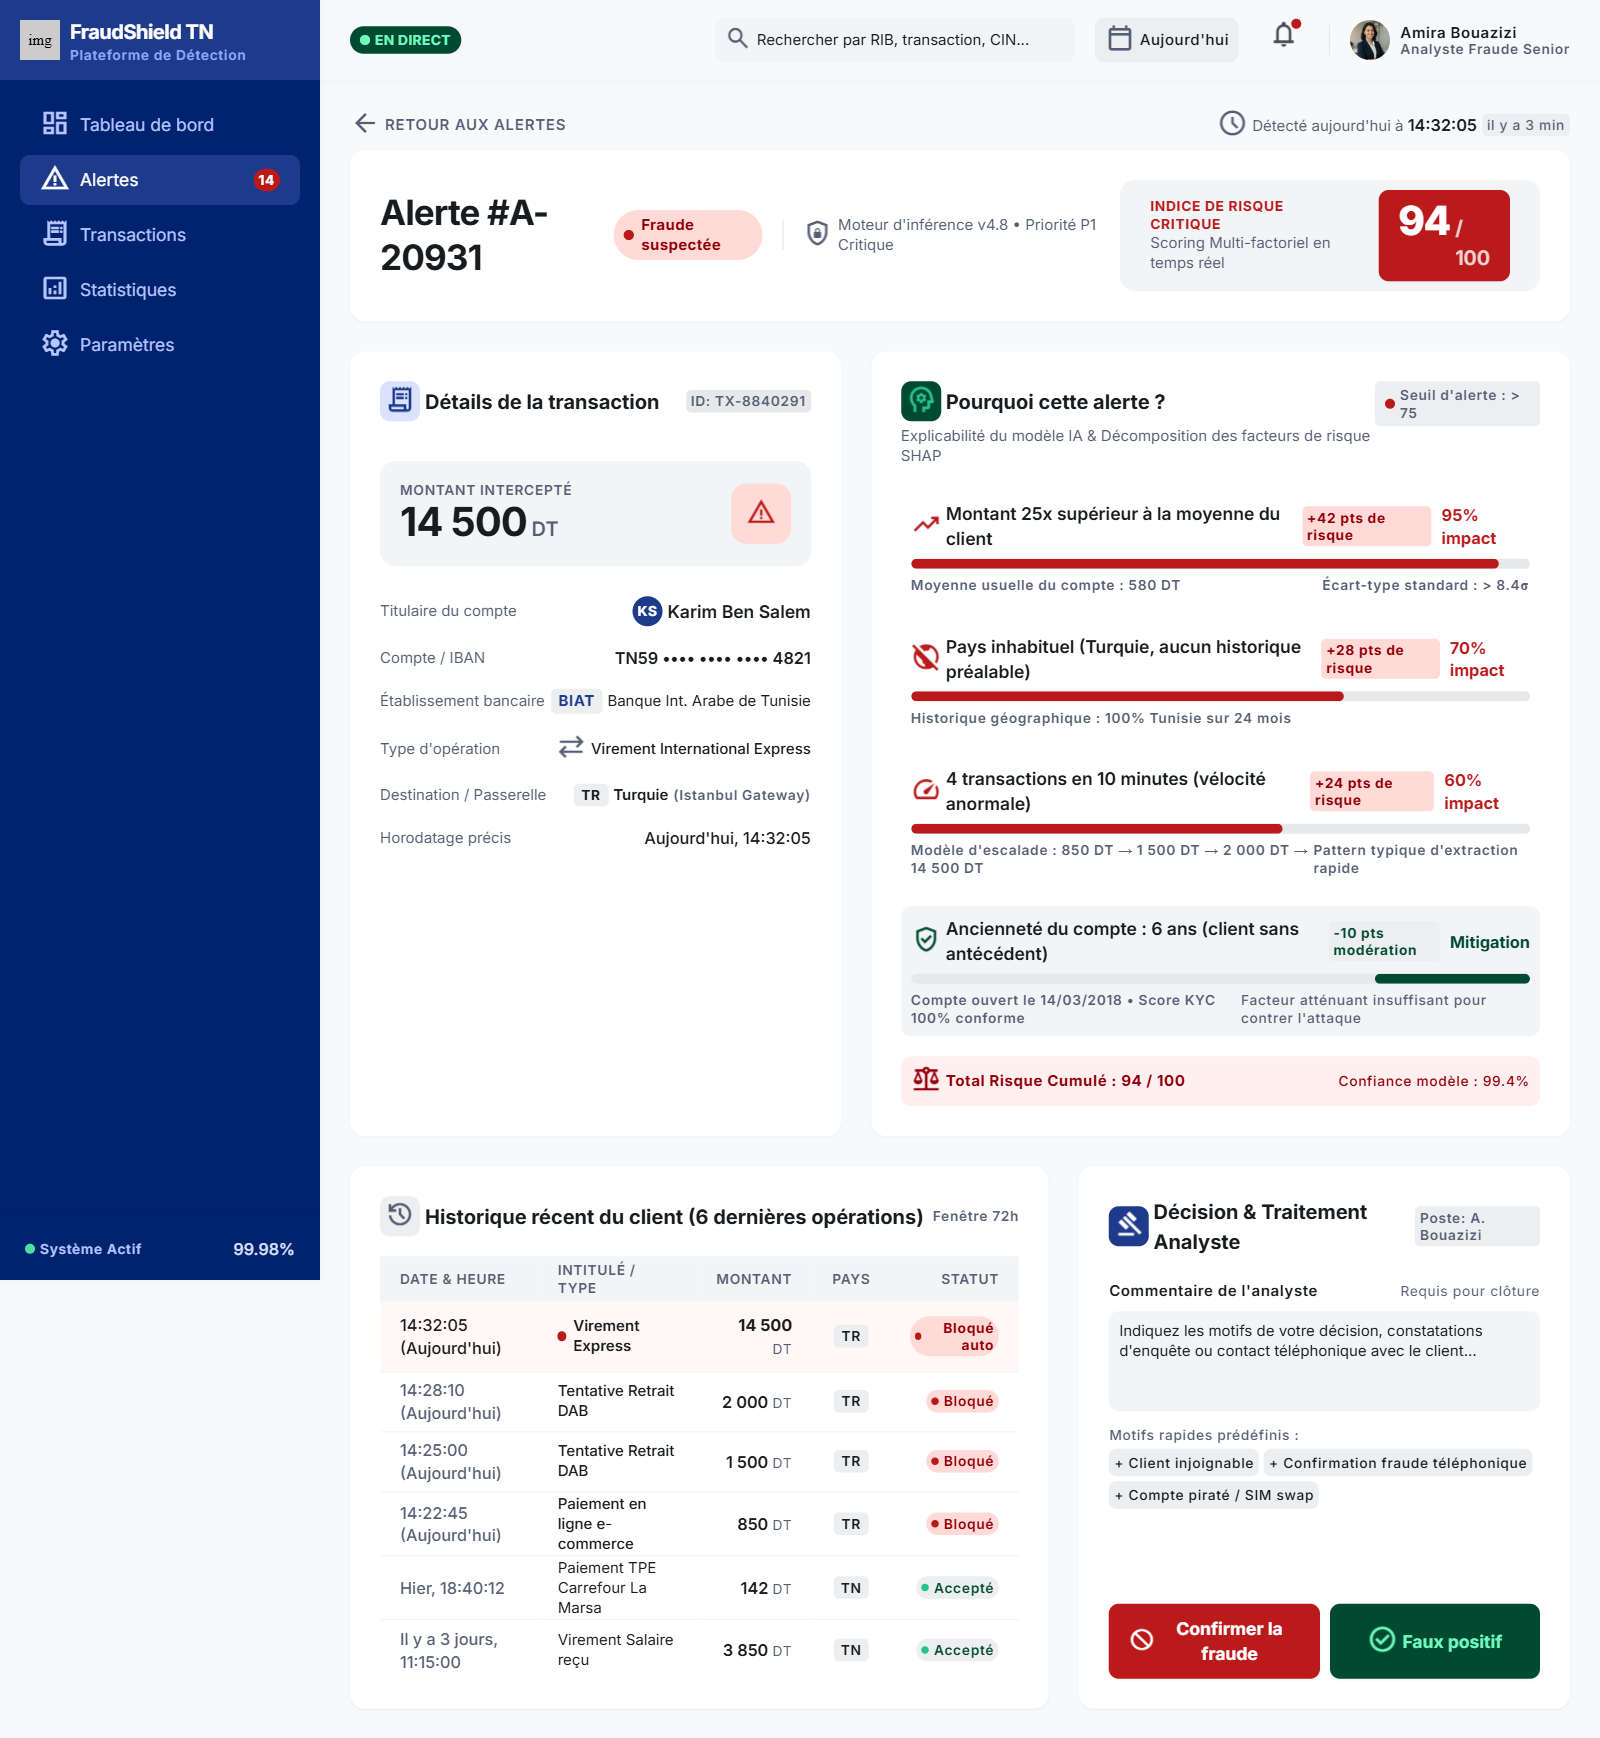 img
FraudShield TN
Plateforme de Détection
Tableau de bord
Alertes
14
Transactions
Statistiques
Paramètres
Système Actif
99.98%
EN DIRECT
Rechercher par RIB, transaction, CIN...
Aujourd'hui
Amira Bouazizi
Analyste Fraude Senior
RETOUR AUX ALERTES
Détecté aujourd'hui à 14:32:05
il y a 3 min
Alerte #A-
20931
Fraude
suspectée
Moteur d'inférence v4.8 • Priorité P1
Critique
INDICE DE RISQUE
CRITIQUE
Scoring Multi-factoriel en
temps réel
94 /
100
Détails de la transaction
ID: TX-8840291
MONTANT INTERCEPTÉ
14 500 DT
Titulaire du compte
KS
Karim Ben Salem
Compte / IBAN
TN59 •••• •••• •••• 4821
Établissement bancaire
BIAT
Banque Int. Arabe de Tunisie
Type d'opération
Virement International Express
Destination / Passerelle
TR
Turquie (Istanbul Gateway)
Horodatage précis
Aujourd'hui, 14:32:05
Pourquoi cette alerte ?
Seuil d'alerte : >
75
Explicabilité du modèle IA & Décomposition des facteurs de risque
SHAP
Montant 25x supérieur à la moyenne du
client
+42 pts de
risque
95%
impact
Moyenne usuelle du compte : 580 DT
Écart-type standard : > 8.4σ
Pays inhabituel (Turquie, aucun historique
préalable)
+28 pts de
risque
70%
impact
Historique géographique : 100% Tunisie sur 24 mois
4 transactions en 10 minutes (vélocité
anormale)
+24 pts de
risque
60%
impact
Modèle d'escalade : 850 DT → 1 500 DT → 2 000 DT →
14 500 DT
Pattern typique d'extraction
rapide
Ancienneté du compte : 6 ans (client sans
antécédent)
-10 pts
modération
Mitigation
Compte ouvert le 14/03/2018 • Score KYC
100% conforme
Facteur atténuant insuffisant pour
contrer l'attaque
Total Risque Cumulé : 94 / 100
Confiance modèle : 99.4%
Historique récent du client (6 dernières opérations)
Fenêtre 72h
DATE & HEURE
INTITULÉ /
TYPE
MONTANT
PAYS
STATUT
14:32:05
(Aujourd'hui)
Virement
Express
14 500
DT
TR
Bloqué
auto
14:28:10
(Aujourd'hui)
Tentative Retrait
DAB
2 000 DT
TR
Bloqué
14:25:00
(Aujourd'hui)
Tentative Retrait
DAB
1 500 DT
TR
Bloqué
14:22:45
(Aujourd'hui)
Paiement en
ligne e-
commerce
850 DT
TR
Bloqué
Hier, 18:40:12
Paiement TPE
Carrefour La
Marsa
142 DT
TN
Accepté
Il y a 3 jours,
11:15:00
Virement Salaire
reçu
3 850 DT
TN
Accepté
Décision & Traitement
Analyste
Poste: A.
Bouazizi
Commentaire de l'analyste
Requis pour clôture
Indiquez les motifs de votre décision, constatations
d'enquête ou contact téléphonique avec le client...
Motifs rapides prédéfinis :
+ Client injoignable
+ Confirmation fraude téléphonique
+ Compte piraté / SIM swap
Confirmer la
fraude
Faux positif